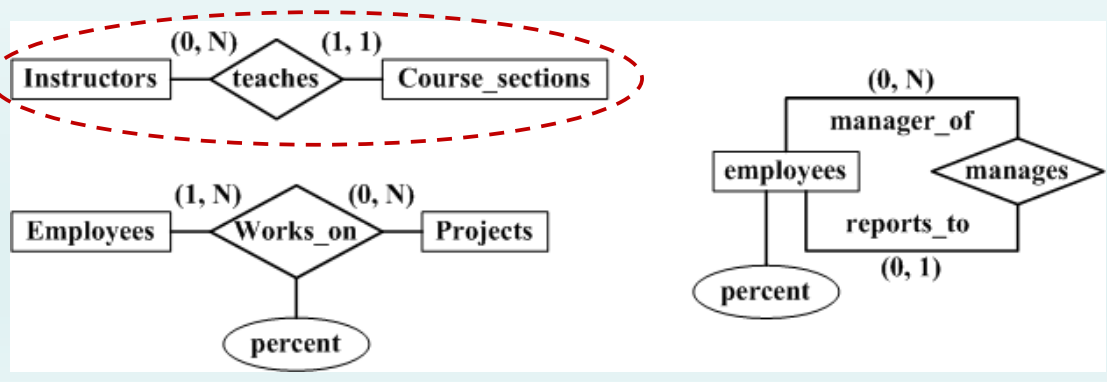 (0, N)
(1, 1)
Instructors
teaches
Course_sections
(1, N)
(0, N)
Employees
Works_on
Projects
percent
(0, N)
manager_of
employees
manages
reports_to
(0, 1)
percent